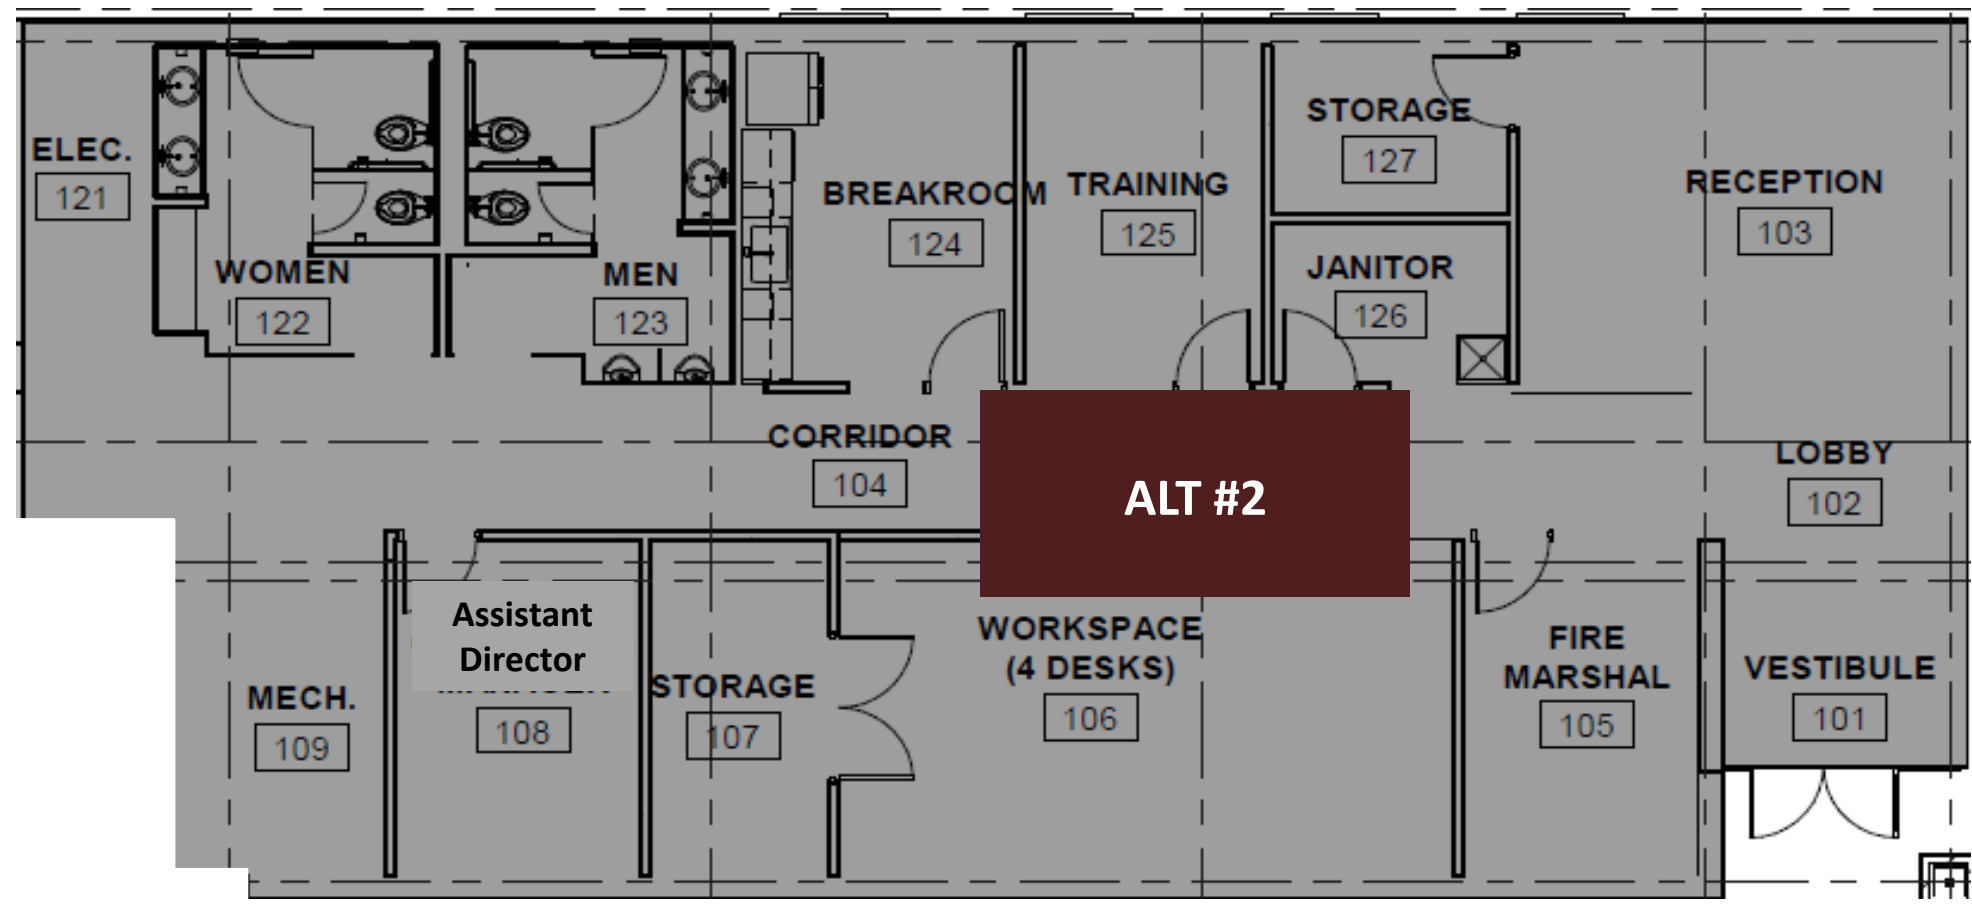 ELEC.
121
WOMEN
122
MEN
123
BREAKROOM
124
TRAINING
125
STORAGE
127
JANITOR
126
RECEPTION
103
CORRIDOR
104
ALT #2
LOBBY
102
MECH.
109
Assistant
Director
108
STORAGE
107
WORKSPACE
(4 DESKS)
106
FIRE
MARSHAL
105
VESTIBULE
101